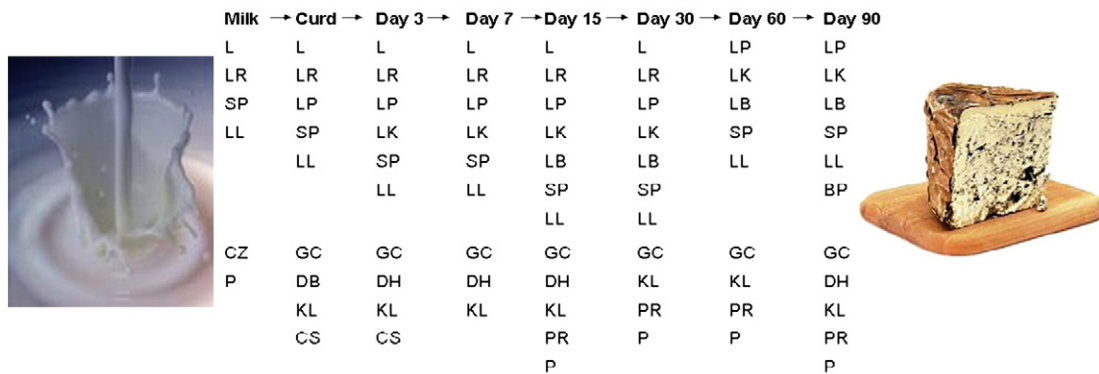 Milk → Curd → Day 3 → Day 7 → Day 15 → Day 30 → Day 60 → Day 90
L L L L L L LP LP
LR LR LR LR LR LR LK LK
SP LP LP LP LP LP LB LB
LL SP LK LK LK LK SP SP
LL SP SP LB LB LL LL
LL LL SP SP BP
LL LL
CZ GC GC GC GC GC GC GC
P DB DH DH DH KL KL DH
KL KL KL KL PR PR KL
CS CS PR P P PR
P P